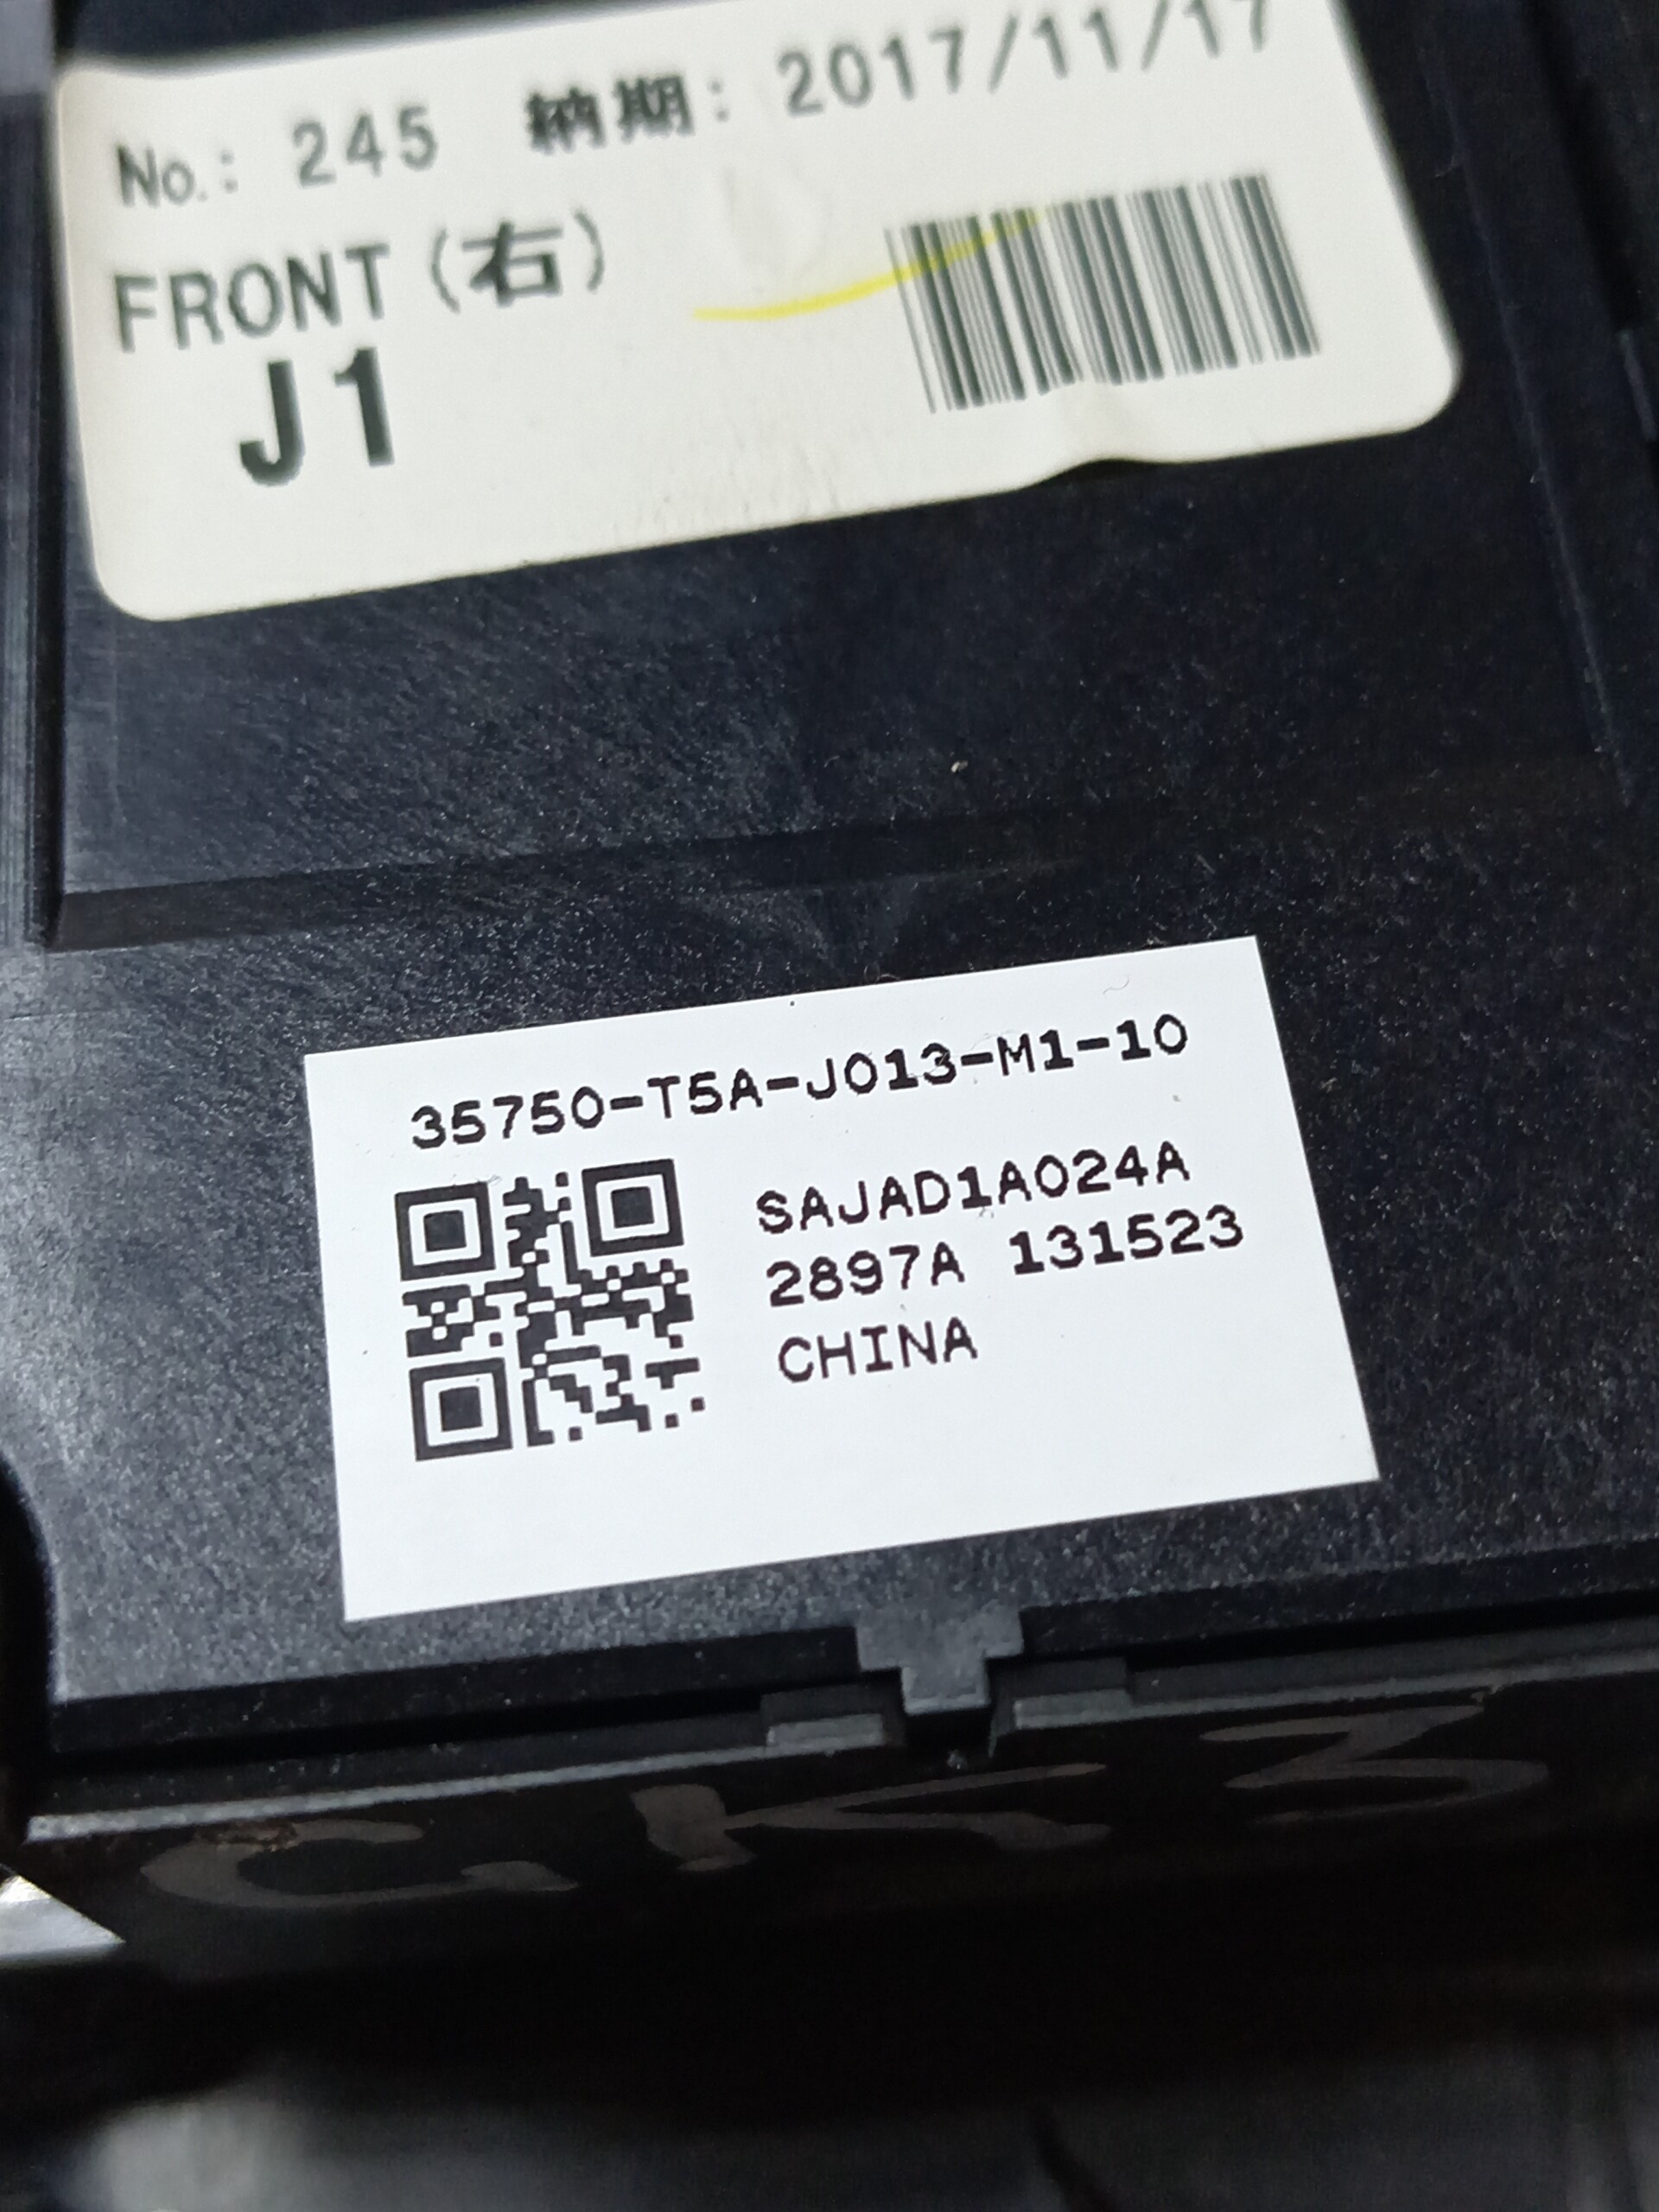 No.: 245 納期: 2017/11/17
FRONT (右)
J1
35750-T5A-J013-M1-10
SAJAD1A024A
2897A 131523
CHINA
GK3